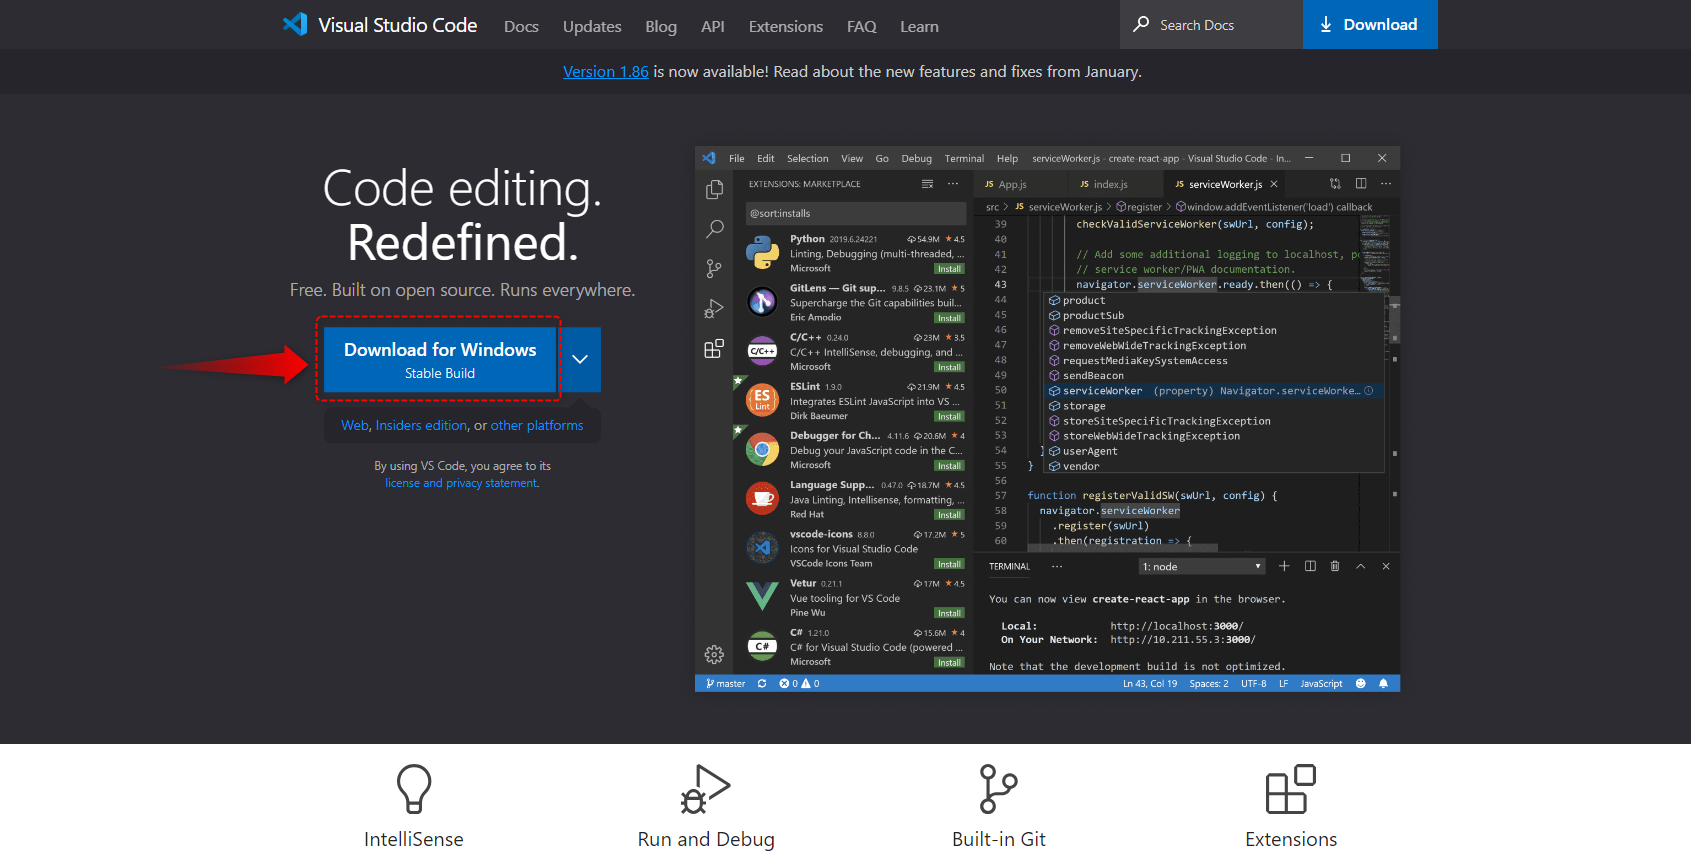 Visual Studio Code Docs Updates Blog API Extensions FAQ Learn Search Docs Download
Version 1.86 is now available! Read about the new features and fixes from January.
Code editing.
Redefined.
Free. Built on open source. Runs everywhere.
Download for Windows
Stable Build
Web, Insiders edition, or other platforms
By using VS Code, you agree to its
license and privacy statement.
File Edit Selection View Go Debug Terminal Help serviceWorker.js - create-react-app - Visual Studio Code - In...
EXTENSIONS: MARKETPLACE
@sort:installs
Python 2019.6.24221 54.9M 4.5
Linting, Debugging (multi-threaded, ...
Microsoft Install
GitLens — Git sup... 9.8.5 23.1M 5
Supercharge the Git capabilities buil...
Eric Amodio Install
C/C++ 0.24.0 23M 3.5
C/C++
C/C++ IntelliSense, debugging, and ...
Microsoft Install
ESLint 1.9.0 21.9M 4.5
ES
Lint
Integrates ESLint JavaScript into VS ...
Dirk Baeumer Install
Debugger for Ch... 4.11.6 20.6M 4
Debug your JavaScript code in the C...
Microsoft Install
Language Supp... 0.47.0 18.7M 4.5
Java Linting, Intellisense, formatting, ...
Red Hat Install
vscode-icons 8.8.0 17.2M 5
Icons for Visual Studio Code
VSCode Icons Team Install
Vetur 0.21.1 17M 4.5
Vue tooling for VS Code
Pine Wu Install
C# 1.21.0 15.6M 4
C#
C# for Visual Studio Code (powered ...
Microsoft Install
JS App.js JS index.js JS serviceWorker.js
src > JS serviceWorker.js > register > window.addEventListener('load') callback
39 checkValidServiceWorker(swUrl, config);
40
41 // Add some additional logging to localhost, po
42 // service worker/PWA documentation.
43 navigator.serviceWorker.ready.then(() => {
44 product
45 productSub
46 removeSiteSpecificTrackingException
47 removeWebWideTrackingException
48 requestMediaKeySystemAccess
49 sendBeacon
50 serviceWorker (property) Navigator.serviceWorke...
51 storage
52 storeSiteSpecificTrackingException
53 storeWebWideTrackingException
54 } userAgent
55 } vendor
56
57 function registerValidSW(swUrl, config) {
58 navigator.serviceWorker
59 .register(swUrl)
60 .then(registration => {
TERMINAL ... 1: node
You can now view create-react-app in the browser.
Local: http://localhost:3000/
On Your Network: http://10.211.55.3:3000/
Note that the development build is not optimized.
master 0 0 Ln 43, Col 19 Spaces: 2 UTF-8 LF JavaScript
IntelliSense Run and Debug Built-in Git Extensions